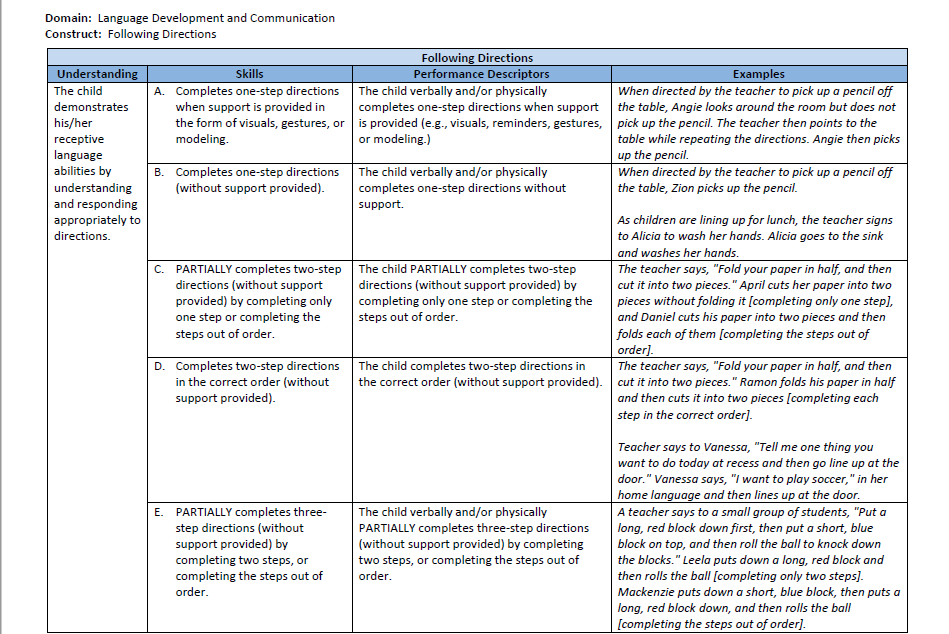 Domain: Language Development and Communication
Construct: Following Directions
Following Directions
Understanding
Skills
Performance Descriptors
Examples
The child
demonstrates
his/her
receptive
language
abilities by
understanding
and responding
appropriately to
directions.
A. Completes one-step directions
when support is provided in
the form of visuals, gestures, or
modeling.
The child verbally and/or physically
completes one-step directions when support
is provided (e.g., visuals, reminders, gestures,
or modeling.)
When directed by the teacher to pick up a pencil off
the table, Angie looks around the room but does not
pick up the pencil. The teacher then points to the
table while repeating the directions. Angie then picks
up the pencil.
B. Completes one-step directions
(without support provided).
The child verbally and/or physically
completes one-step directions without
support.
When directed by the teacher to pick up a pencil off
the table, Zion picks up the pencil.
As children are lining up for lunch, the teacher signs
to Alicia to wash her hands. Alicia goes to the sink
and washes her hands.
C. PARTIALLY completes two-step
directions (without support
provided) by completing only
one step or completing the
steps out of order.
The child PARTIALLY completes two-step
directions (without support provided) by
completing only one step or completing the
steps out of order.
The teacher says, "Fold your paper in half, and then
cut it into two pieces." April cuts her paper into two
pieces without folding it [completing only one step],
and Daniel cuts his paper into two pieces and then
folds each of them [completing the steps out of
order].
D. Completes two-step directions
in the correct order (without
support provided).
The child completes two-step directions in
the correct order (without support provided).
The teacher says, "Fold your paper in half, and then
cut it into two pieces." Ramon folds his paper in half
and then cuts it into two pieces [completing each
step in the correct order].
Teacher says to Vanessa, "Tell me one thing you
want to do today at recess and then go line up at the
door." Vanessa says, "I want to play soccer," in her
home language and then lines up at the door.
E. PARTIALLY completes three-
step directions (without
support provided) by
completing two steps, or
completing the steps out of
order.
The child verbally and/or physically
PARTIALLY completes three-step directions
(without support provided) by completing
two steps, or completing the steps out of
order.
A teacher says to a small group of students, "Put a
long, red block down first, then put a short, blue
block on top, and then roll the ball to knock down
the blocks." Leela puts down a long, red block and
then rolls the ball [completing only two steps].
Mackenzie puts down a short, blue block, then puts a
long, red block down, and then rolls the ball
[completing the steps out of order].